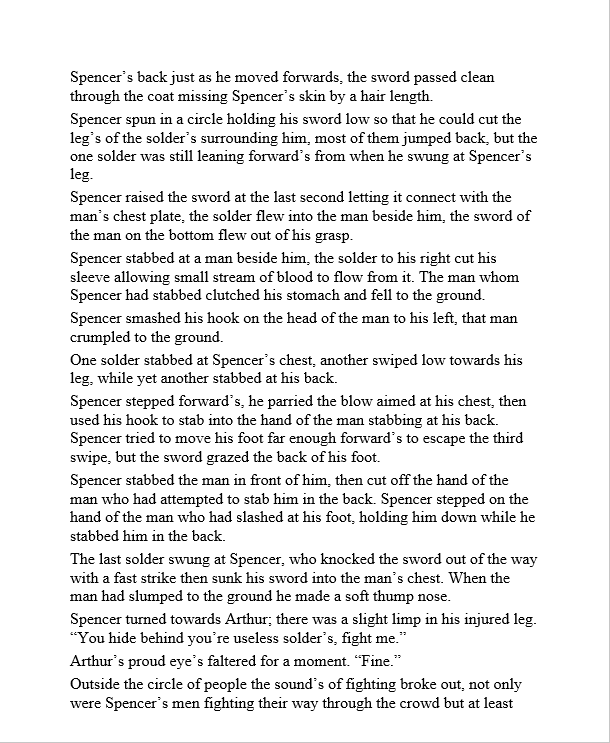 Spencer’s back just as he moved forwards, the sword passed clean
through the coat missing Spencer’s skin by a hair length.
Spencer spun in a circle holding his sword low so that he could cut the
leg’s of the solder’s surrounding him, most of them jumped back, but the
one solder was still leaning forward’s from when he swung at Spencer’s
leg.
Spencer raised the sword at the last second letting it connect with the
man’s chest plate, the solder flew into the man beside him, the sword of
the man on the bottom flew out of his grasp.
Spencer stabbed at a man beside him, the solder to his right cut his
sleeve allowing small stream of blood to flow from it. The man whom
Spencer had stabbed clutched his stomach and fell to the ground.
Spencer smashed his hook on the head of the man to his left, that man
crumpled to the ground.
One solder stabbed at Spencer’s chest, another swiped low towards his
leg, while yet another stabbed at his back.
Spencer stepped forward’s, he parried the blow aimed at his chest, then
used his hook to stab into the hand of the man stabbing at his back.
Spencer tried to move his foot far enough forward’s to escape the third
swipe, but the sword grazed the back of his foot.
Spencer stabbed the man in front of him, then cut off the hand of the
man who had attempted to stab him in the back. Spencer stepped on the
hand of the man who had slashed at his foot, holding him down while he
stabbed him in the back.
The last solder swung at Spencer, who knocked the sword out of the way
with a fast strike then sunk his sword into the man’s chest. When the
man had slumped to the ground he made a soft thump nose.
Spencer turned towards Arthur; there was a slight limp in his injured leg.
“You hide behind you’re useless solder’s, fight me.”
Arthur’s proud eye’s faltered for a moment. “Fine.”
Outside the circle of people the sound’s of fighting broke out, not only
were Spencer’s men fighting their way through the crowd but at least